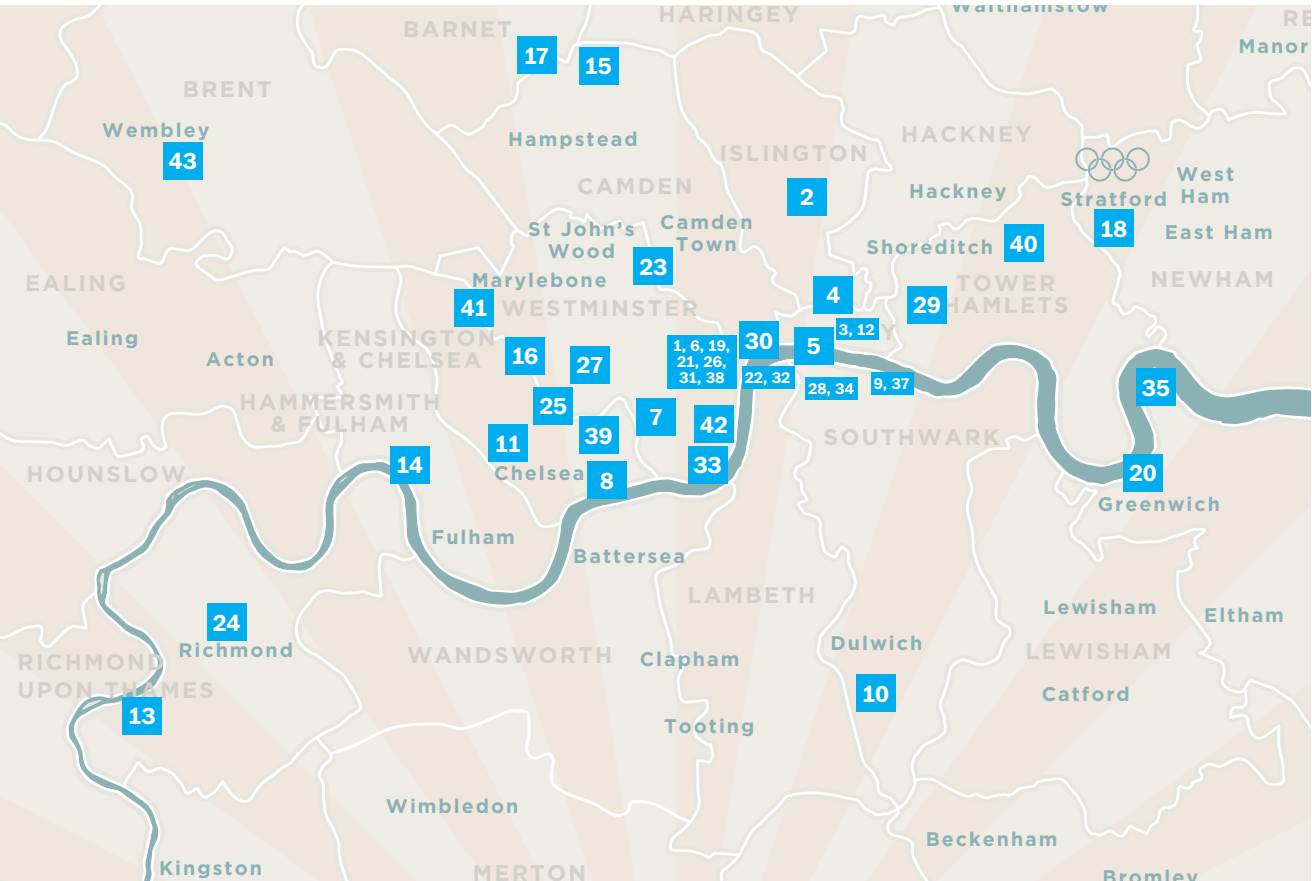 Walthamstow
HARINGEY
BARNET
RE
Manor
17
15
BRENT
Wembley
43
Hampstead
HACKNEY
ISLINGTON
CAMDEN
2
Hackney
West
Ham
Stratford
18
East Ham
St John's
Wood
Camden
Town
23
Shoreditch
40
Marylebone
41
WESTMINSTER
4
29
TOWER
HAMLETS
NEWHAM
EALING
Ealing
Acton
KENSINGTON
& CHELSEA
16
27
1, 6, 19,
21, 26,
31, 38
30
5
3, 12
Y
22, 32
28, 34
9, 37
35
HAMMERSMITH
& FULHAM
25
7
42
39
11
SOUTHWARK
14
Chelsea
8
33
20
Greenwich
HOUNSLOW
Fulham
Battersea
LAMBETH
Lewisham
Eltham
24
Richmond
RICHMOND
UPON THAMES
13
WANDSWORTH
Clapham
Dulwich
10
LEWISHAM
Catford
Tooting
Wimbledon
Beckenham
Kingston
MERTON
Bromley